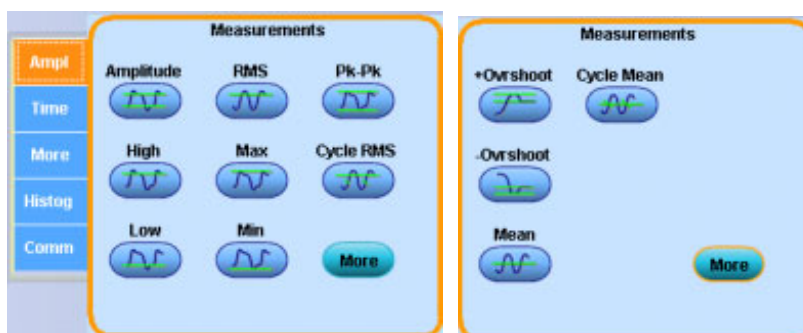 Measurements
Ampl
Time
More
Histog
Comm
Amplitude RMS Pk-Pk
High Max Cycle RMS
Low Min
More
Measurements
+Ovrshoot Cycle Mean
-Ovrshoot
Mean
More